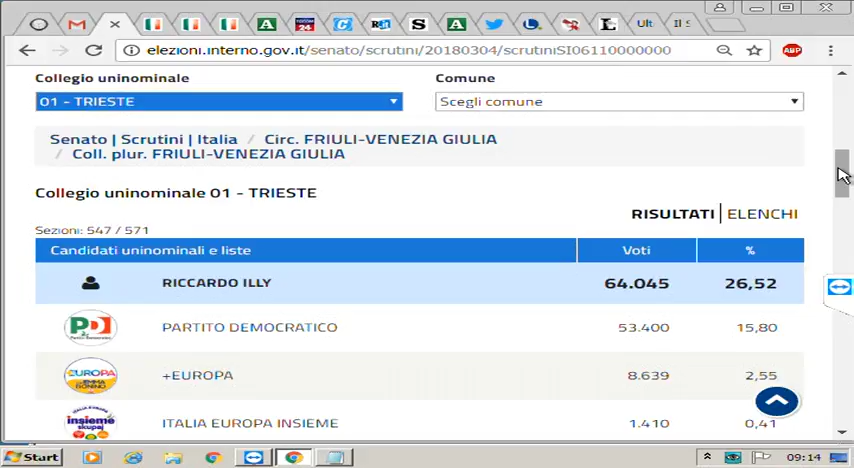 elezioni.interno.gov.it/senato/scrutini/20180304/scrutiniSI06110000000
ABP
Collegio uninominale
Comune
01 - TRIESTE
Scegli comune
Senato | Scrutini | Italia / Circ. FRIULI-VENEZIA GIULIA
/ Coll. plur. FRIULI-VENEZIA GIULIA
Collegio uninominale 01 - TRIESTE
RISULTATI | ELENCHI
Sezioni: 547 / 571
Candidati uninominali e liste Voti %
RICCARDO ILLY 64.045 26,52
PD
PARTITO DEMOCRATICO 53.400 15,80
+EUROPA 8.639 2,55
insieme
ITALIA EUROPA INSIEME 1.410 0,41
Start
09:14